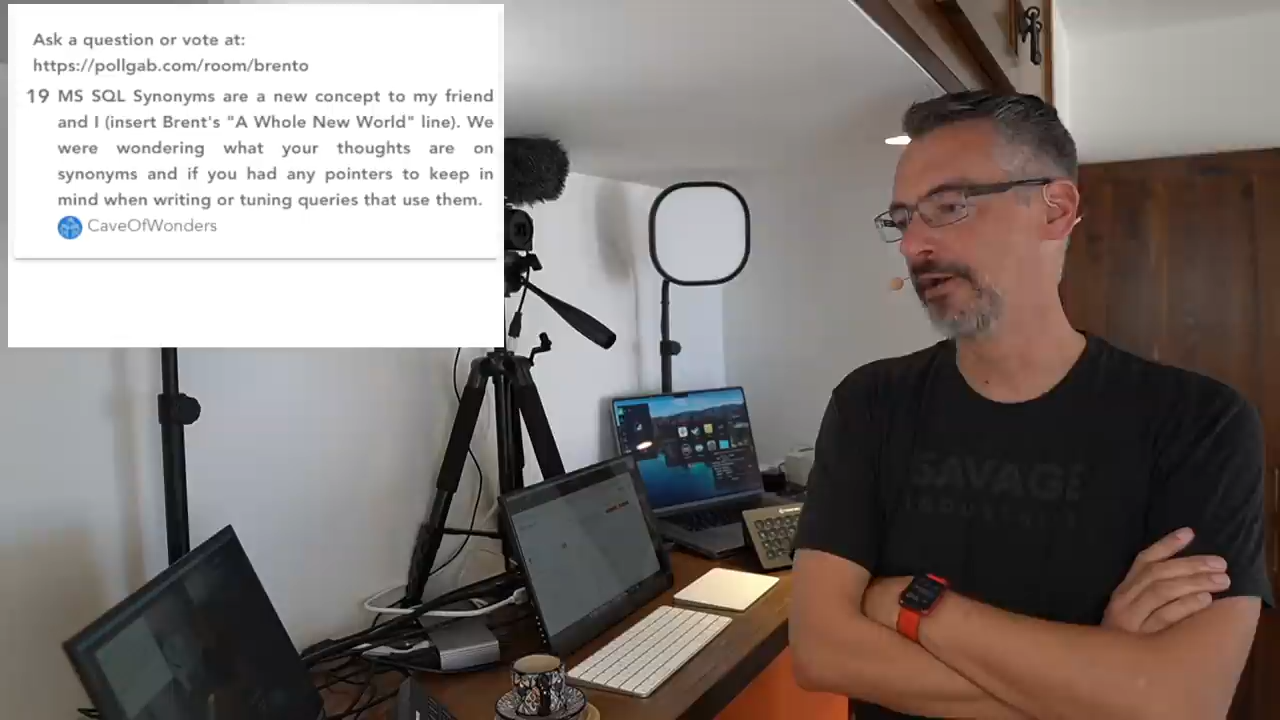 Ask a question or vote at:
https://pollgab.com/room/brento
19 MS SQL Synonyms are a new concept to my friend
and I (insert Brent's "A Whole New World" line). We
were wondering what your thoughts are on
synonyms and if you had any pointers to keep in
mind when writing or tuning queries that use them.
CaveOfWonders
SAVAGE
INDUSTRIES